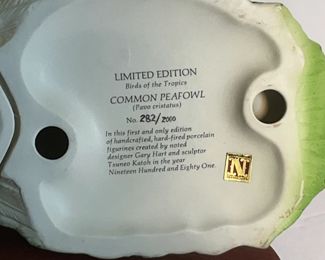 LIMITED EDITION
Birds of the Tropics
COMMON PEAFOWL
(Pavo cristatus)
No. 282/2000
In this first and only edition
of handcrafted, hard-fired porcelain
figurines created by noted
designer Gary Hart and sculptor
Tsuneo Katoh in the year
Nineteen Hundred and Eighty One.
N